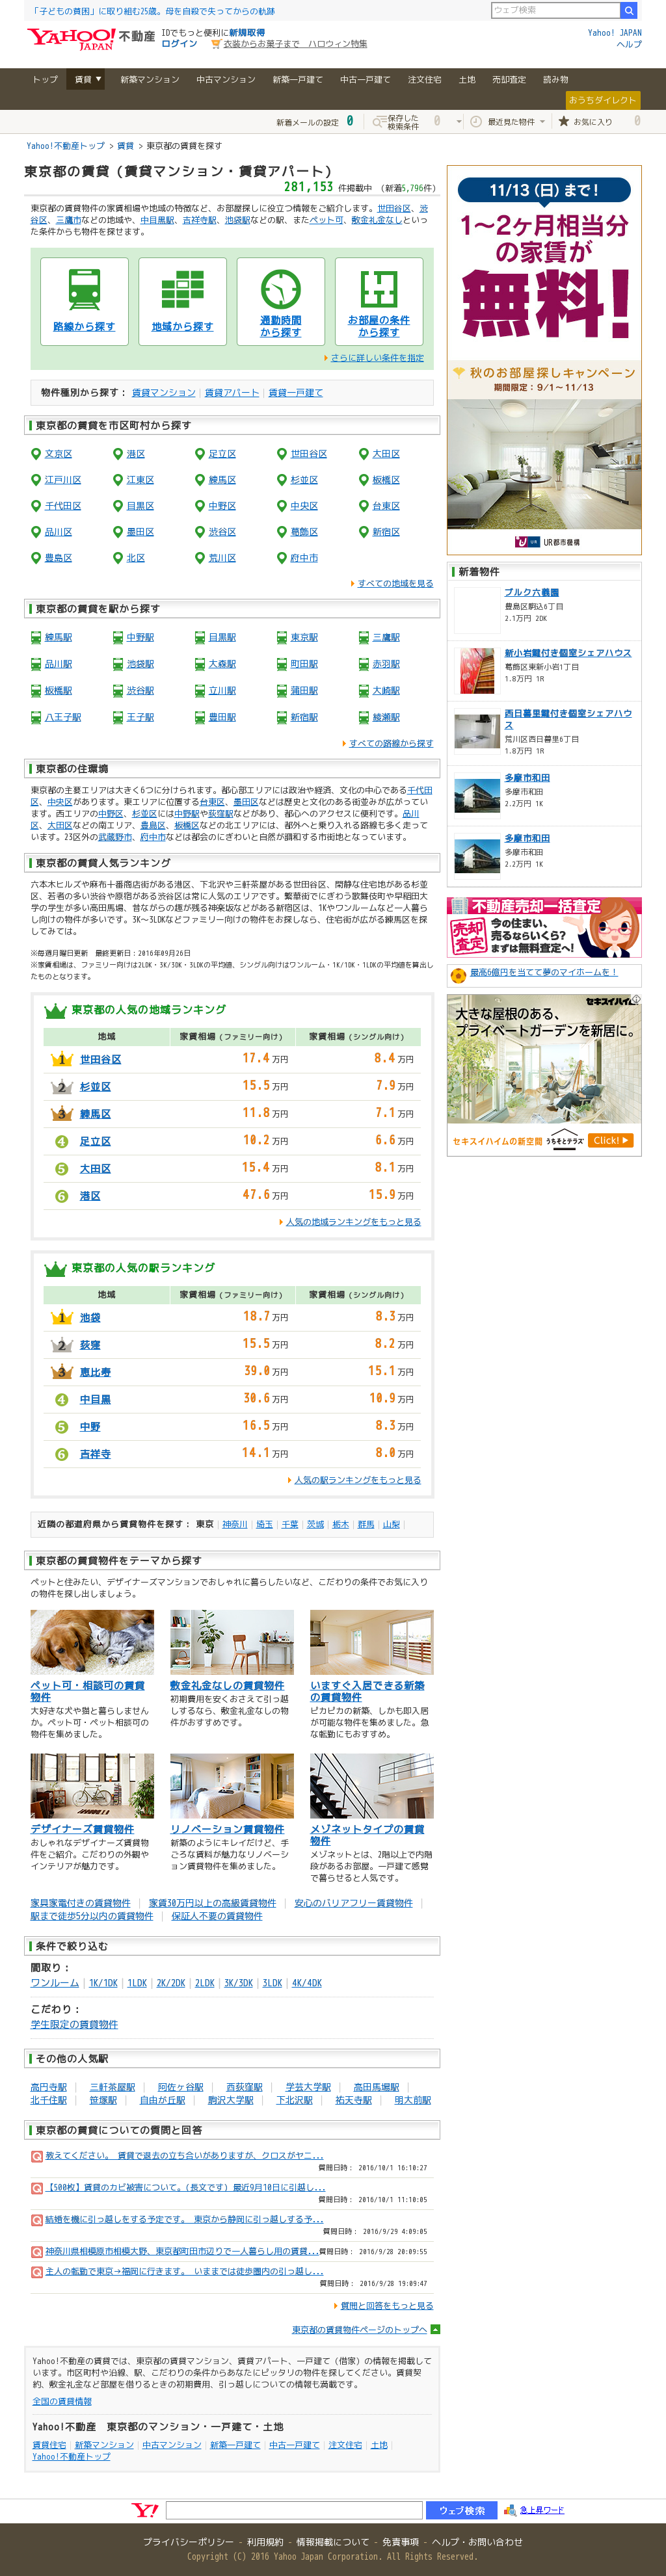 「子どもの貧困」に取り組む25歳。母を自殺で失ってからの軌跡
ウェブ検索
YAHOO! JAPAN 不動産
IDでもっと便利に新規取得
ログイン
衣装からお菓子まで ハロウィン特集
Yahoo! JAPAN
ヘルプ
トップ 賃貸 ▼ 新築マンション 中古マンション 新築一戸建て 中古一戸建て 注文住宅 土地 売却査定 読み物
おうちダイレクト
新着メールの設定 0 保存した検索条件 0 最近見た物件 お気に入り 0
Yahoo!不動産トップ > 賃貸 > 東京都の賃貸を探す
東京都の賃貸（賃貸マンション・賃貸アパート）
281,153 件掲載中 （新着5,796件）
東京都の賃貸物件の家賃相場や地域の特徴など、お部屋探しに役立つ情報をご紹介します。世田谷区、渋
谷区、三鷹市などの地域や、中目黒駅、吉祥寺駅、池袋駅などの駅、またペット可、敷金礼金なしといっ
た条件からも物件を探せます。
路線から探す
地域から探す
通勤時間から探す
お部屋の条件から探す
さらに詳しい条件を指定
物件種別から探す： 賃貸マンション | 賃貸アパート | 賃貸一戸建て
東京都の賃貸を市区町村から探す
文京区 港区 足立区 世田谷区 大田区
江戸川区 江東区 練馬区 杉並区 板橋区
千代田区 目黒区 中野区 中央区 台東区
品川区 墨田区 渋谷区 葛飾区 新宿区
豊島区 北区 荒川区 府中市
すべての地域を見る
東京都の賃貸を駅から探す
練馬駅 中野駅 目黒駅 東京駅 三鷹駅
品川駅 池袋駅 大森駅 町田駅 赤羽駅
板橋駅 渋谷駅 立川駅 蒲田駅 大崎駅
八王子駅 王子駅 豊田駅 新宿駅 綾瀬駅
すべての路線から探す
東京都の住環境
東京都の主要エリアは大きく6つに分けられます。都心部エリアには政治や経済、文化の中心である千代田
区、中央区があります。東エリアに位置する台東区、墨田区などは歴史と文化のある街並みが広がってい
ます。西エリアの中野区、杉並区には中野駅や荻窪駅などがあり、都心へのアクセスに便利です。品川
区、大田区などの南エリア、豊島区、板橋区などの北エリアには、都外へと乗り入れる路線も多く走って
います。23区外の武蔵野市、府中市などは都会のにぎわいと自然が調和する市街地となっています。
東京都の賃貸人気ランキング
六本木ヒルズや麻布十番商店街がある港区、下北沢や三軒茶屋がある世田谷区、閑静な住宅地がある杉並
区、若者の多い渋谷や原宿がある渋谷区は常に人気のエリアです。繁華街でにぎわう歌舞伎町や早稲田大
学の学生が多い高田馬場、昔ながらの趣が残る神楽坂などがある新宿区は、1Kやワンルームなど一人暮ら
し向けの物件が多いです。3K～3LDKなどファミリー向けの物件をお探しなら、住宅街が広がる練馬区を探
してみては。
※毎週月曜日更新 最終更新日：2016年09月26日
※家賃相場は、ファミリー向けは2LDK・3K/3DK・3LDKの平均値、シングル向けはワンルーム・1K/1DK・1LDKの平均値を算出したものとなります。
東京都の人気の地域ランキング
地域 家賃相場（ファミリー向け） 家賃相場（シングル向け）
1 世田谷区 17.4万円 8.4万円
2 杉並区 15.5万円 7.9万円
3 練馬区 11.8万円 7.1万円
4 足立区 10.2万円 6.6万円
5 大田区 15.4万円 8.1万円
6 港区 47.6万円 15.9万円
人気の地域ランキングをもっと見る
東京都の人気の駅ランキング
地域 家賃相場（ファミリー向け） 家賃相場（シングル向け）
1 池袋 18.7万円 8.3万円
2 荻窪 15.5万円 8.2万円
3 恵比寿 39.0万円 15.1万円
4 中目黒 30.6万円 10.9万円
5 中野 16.5万円 8.3万円
6 吉祥寺 14.1万円 8.0万円
人気の駅ランキングをもっと見る
近隣の都道府県から賃貸物件を探す： 東京 | 神奈川 | 埼玉 | 千葉 | 茨城 | 栃木 | 群馬 | 山梨 |
東京都の賃貸物件をテーマから探す
ペットと住みたい、デザイナーズマンションでおしゃれに暮らしたいなど、こだわりの条件でお気に入り
の物件を探し出しましょう。
ペット可・相談可の賃貸物件
大好きな犬や猫と暮らしませんか。ペット可・ペット相談可の物件を集めました。
敷金礼金なしの賃貸物件
初期費用を安くおさえて引っ越しするなら、敷金礼金なしの物件がおすすめです。
いますぐ入居できる新築の賃貸物件
ピカピカの新築、しかも即入居が可能な物件を集めました。急な転勤にもおすすめ。
デザイナーズ賃貸物件
おしゃれなデザイナーズ賃貸物件をご紹介。こだわりの外観やインテリアが魅力です。
リノベーション賃貸物件
新築のようにキレイだけど、手ごろな賃料が魅力なリノベーション賃貸物件を集めました。
メゾネットタイプの賃貸物件
メゾネットとは、2階以上で内階段があるお部屋。一戸建て感覚で暮らせると人気です。
家具家電付きの賃貸物件 | 家賃30万円以上の高級賃貸物件 | 安心のバリアフリー賃貸物件 |
駅まで徒歩5分以内の賃貸物件 | 保証人不要の賃貸物件
条件で絞り込む
間取り：
ワンルーム | 1K/1DK | 1LDK | 2K/2DK | 2LDK | 3K/3DK | 3LDK | 4K/4DK
こだわり：
学生限定の賃貸物件
その他の人気駅
高円寺駅 | 三軒茶屋駅 | 阿佐ヶ谷駅 | 西荻窪駅 | 学芸大学駅 | 高田馬場駅 |
北千住駅 | 笹塚駅 | 自由が丘駅 | 駒沢大学駅 | 下北沢駅 | 祐天寺駅 | 明大前駅
東京都の賃貸についての質問と回答
教えてください。 賃貸で退去の立ち合いがありますが、クロスがヤニ...
質問日時： 2016/10/1 16:10:27
【500枚】賃貸のカビ被害について。(長文です) 最近9月10日に引越し...
質問日時： 2016/10/1 11:10:05
結婚を機に引っ越しをする予定です。 東京から静岡に引っ越しする予...
質問日時： 2016/9/29 4:09:05
神奈川県相模原市相模大野、東京都町田市辺りで一人暮らし用の賃貸...質問日時： 2016/9/28 20:09:55
主人の転勤で東京→福岡に行きます。 いままでは徒歩圏内の引っ越し...
質問日時： 2016/9/28 19:09:47
質問と回答をもっと見る
東京都の賃貸物件ページのトップへ
Yahoo!不動産の賃貸では、東京都の賃貸マンション、賃貸アパート、一戸建て（借家）の情報を掲載して
います。市区町村や沿線、駅、こだわりの条件からあなたにピッタリの物件を探してください。賃貸契
約、敷金礼金など部屋を借りるときの初期費用、引っ越しについての情報も満載です。
全国の賃貸情報
Yahoo!不動産 東京都のマンション・一戸建て・土地
賃貸住宅 | 新築マンション | 中古マンション | 新築一戸建て | 中古一戸建て | 注文住宅 | 土地 |
Yahoo!不動産トップ
11/13(日)まで!
1～2ヶ月相当分の家賃が
無料
秋のお部屋探しキャンペーン
期間限定：9/1～11/13
UR都市機構
新着物件
ブルク六義園
豊島区駒込6丁目
2.1万円 2DK
新小岩鍵付き個室シェアハウス
葛飾区東新小岩1丁目
1.8万円 1R
西日暮里鍵付き個室シェアハウス
荒川区西日暮里6丁目
1.8万円 1R
多摩市和田
多摩市和田
2.2万円 1K
多摩市和田
多摩市和田
2.2万円 1K
不動産売却一括査定
売却査定
今の住まい、いくらで売れる?
まずは無料査定へ!
最高6億円を当てて夢のマイホームを！
セキスイハイム
大きな屋根のある、
プライベートガーデンを新居に。
セキスイハイムの新空間 うちそとテラス Click!
Y! ウェブ検索 急上昇ワード
プライバシーポリシー - 利用規約 - 情報掲載について - 免責事項 - ヘルプ・お問い合わせ
Copyright (C) 2016 Yahoo Japan Corporation. All Rights Reserved.